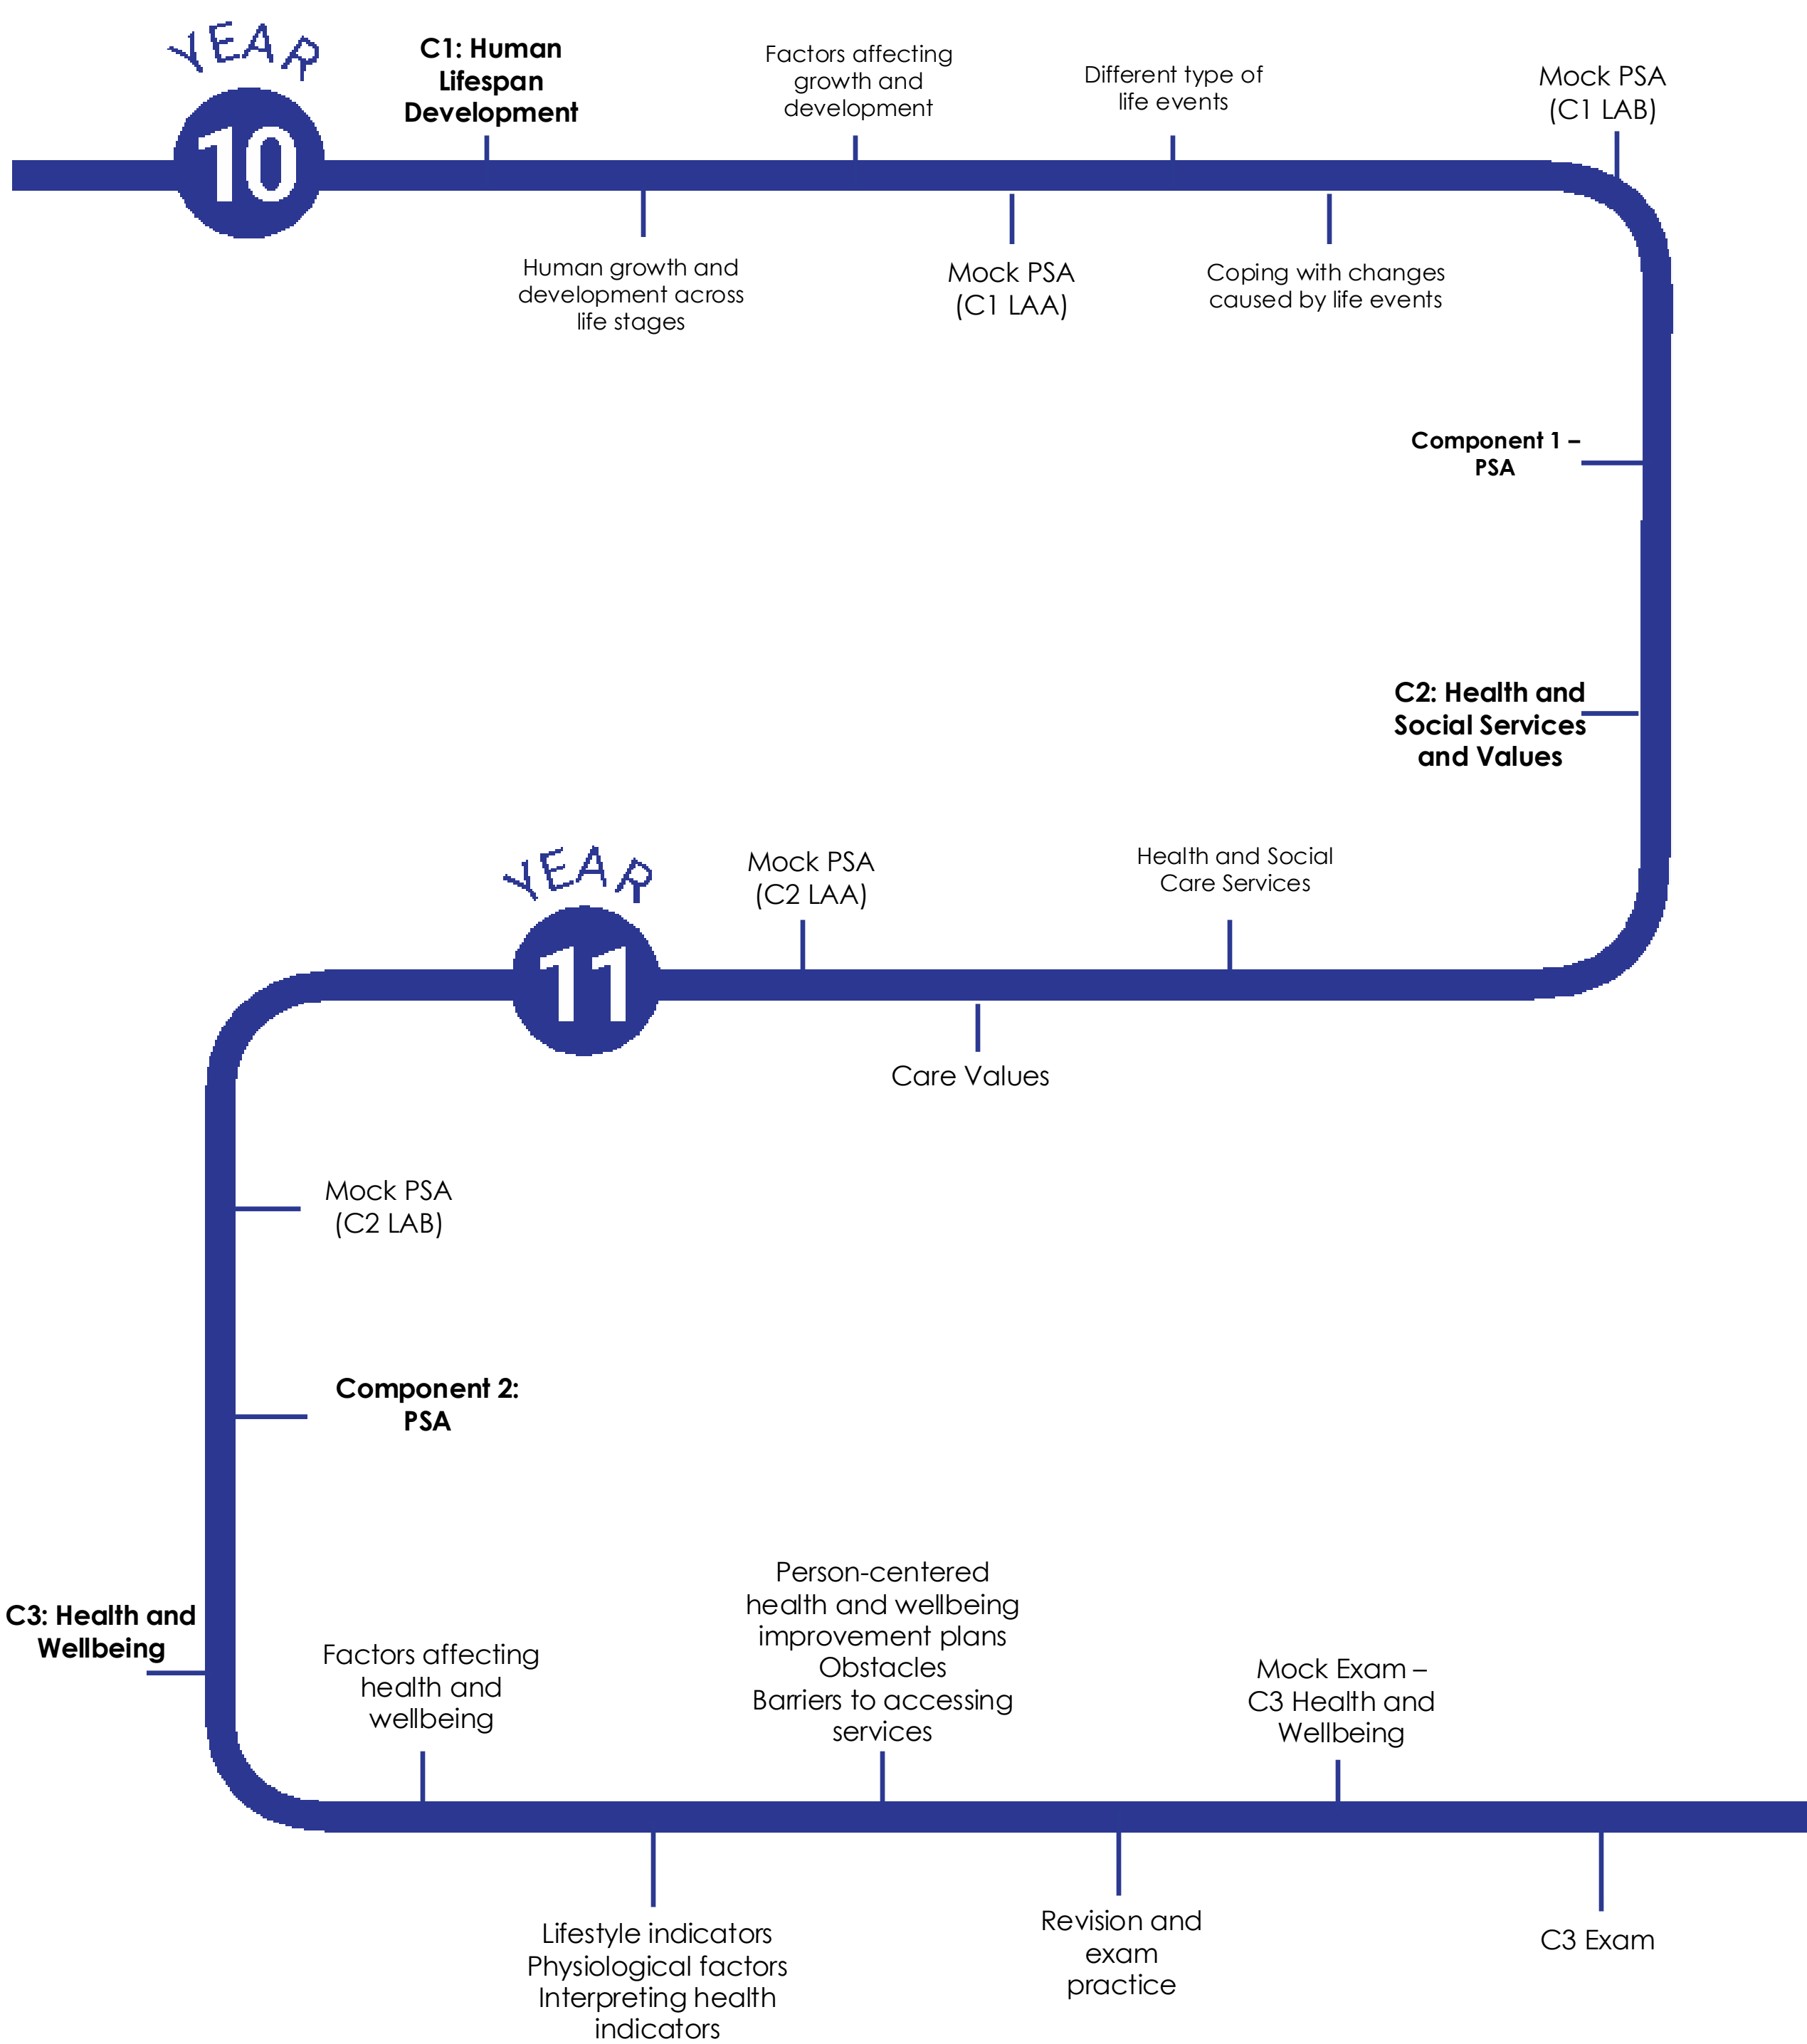 YEAR
10
C1: Human
Lifespan
Development
Factors affecting
growth and
development
Different type of
life events
Mock PSA
(C1 LAB)
Human growth and
development across
life stages
Mock PSA
(C1 LAA)
Coping with changes
caused by life events
Component 1 –
PSA
C2: Health and
Social Services
and Values
Health and Social
Care Services
Care Values
Mock PSA
(C2 LAA)
YEAR
11
Mock PSA
(C2 LAB)
Component 2:
PSA
C3: Health and
Wellbeing
Factors affecting
health and
wellbeing
Lifestyle indicators
Physiological factors
Interpreting health
indicators
Person-centered
health and wellbeing
improvement plans
Obstacles
Barriers to accessing
services
Revision and
exam
practice
Mock Exam –
C3 Health and
Wellbeing
C3 Exam